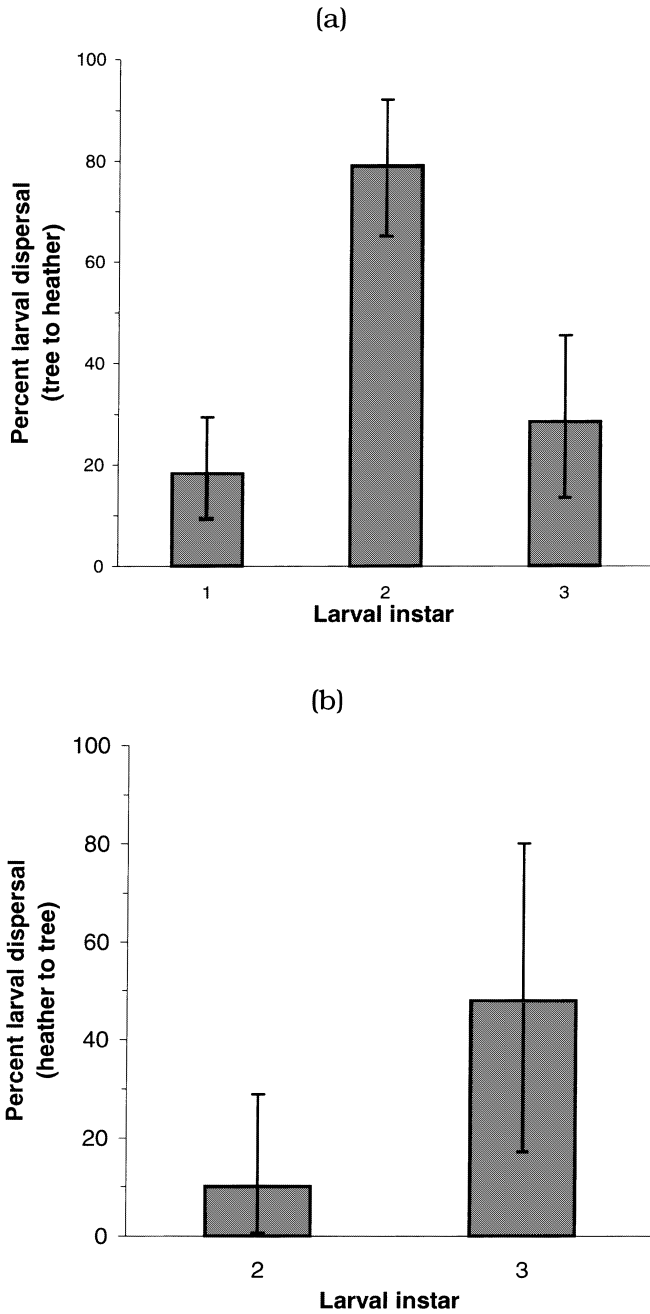 (a)
100
80
60
40
20
0
Percent larval dispersal
(tree to heather)
1 2 3
Larval instar
(b)
100
80
60
40
20
0
Percent larval dispersal
(heather to tree)
2 3
Larval instar